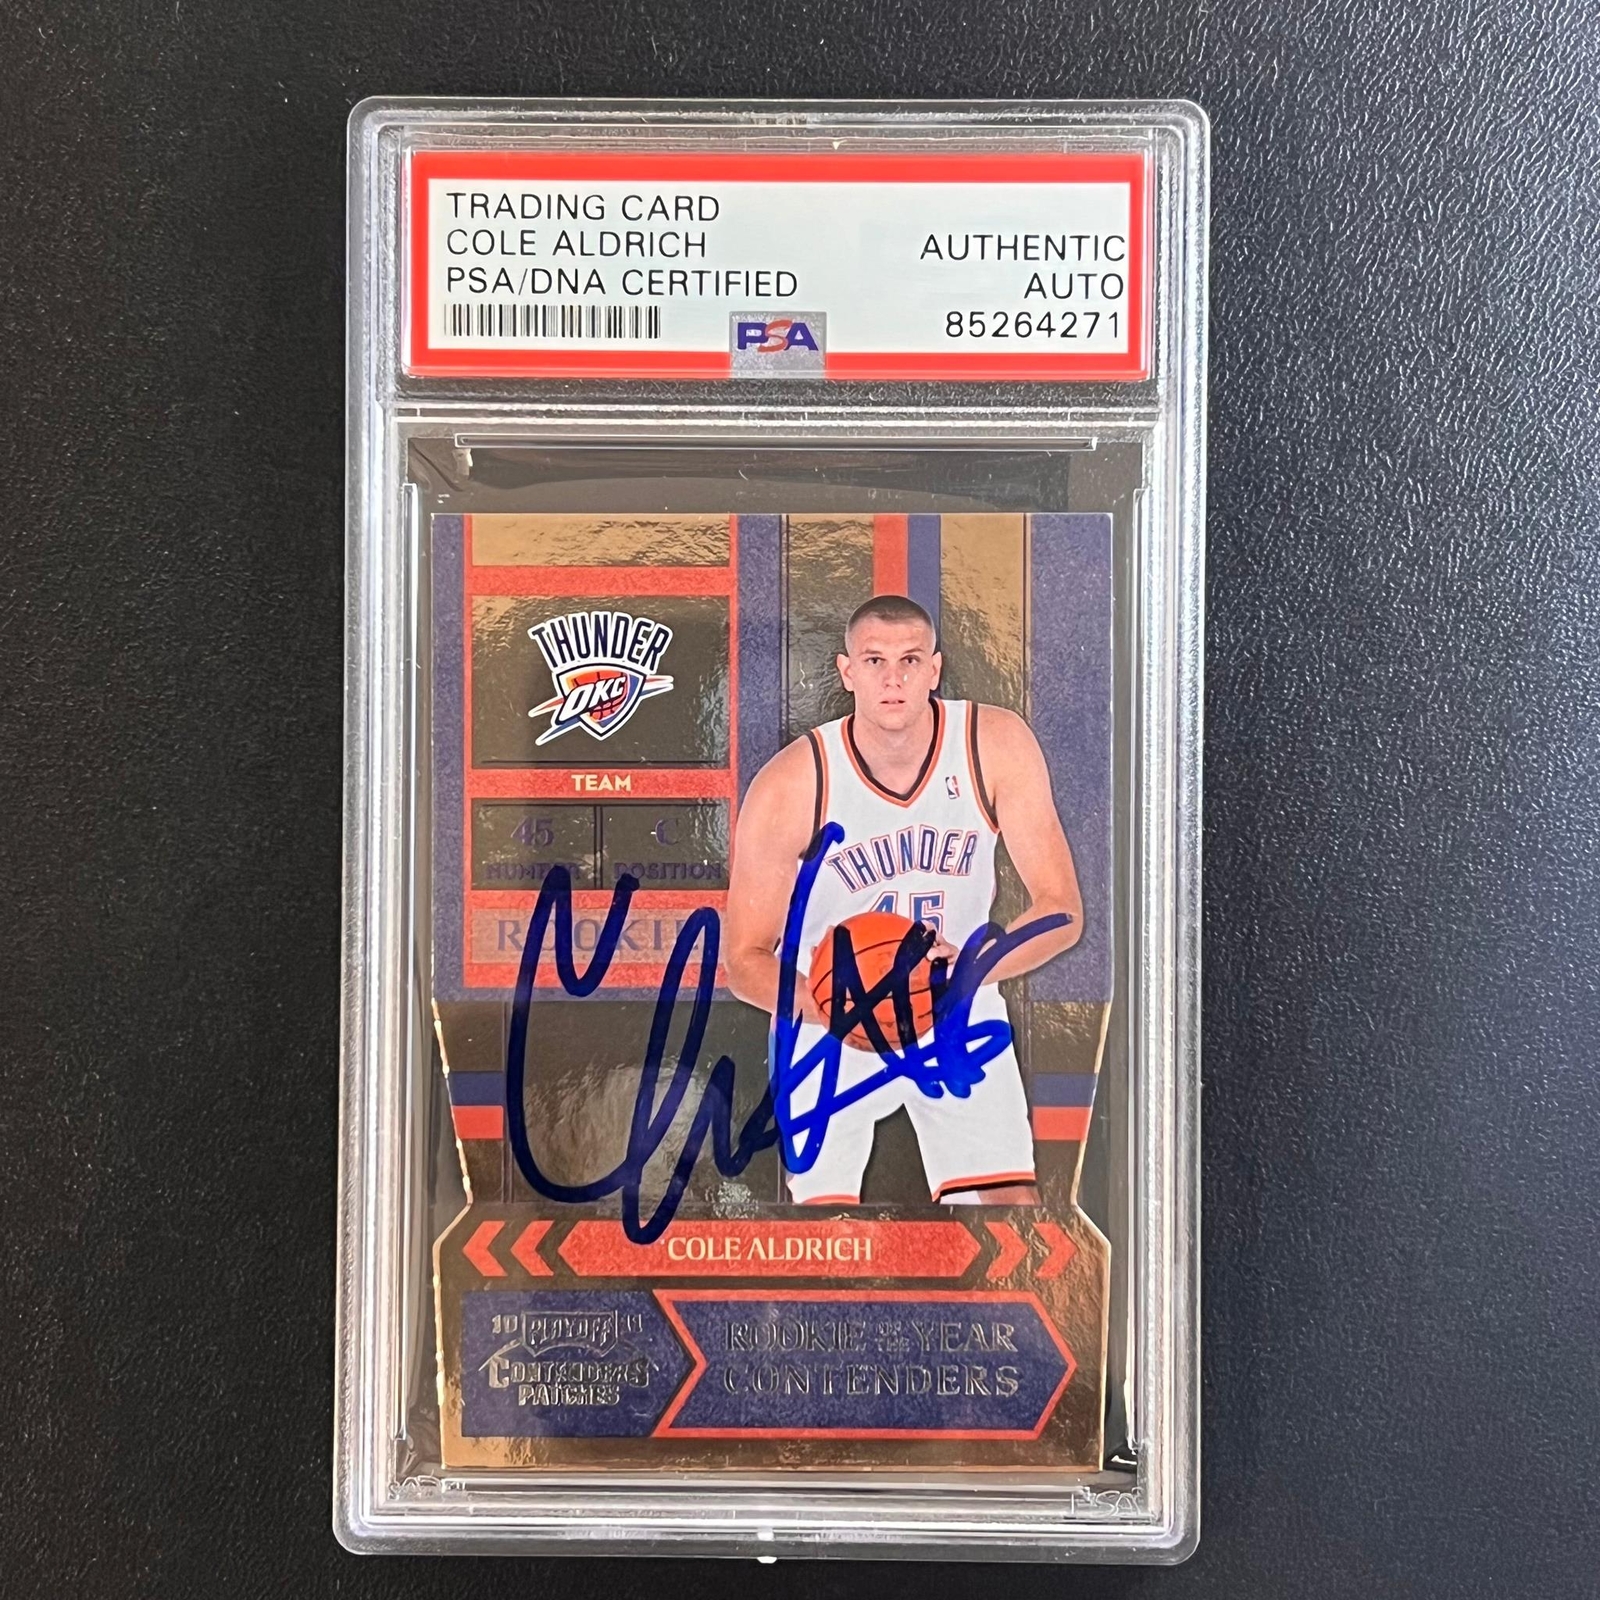 TRADING CARD
COLE ALDRICH
PSA/DNA CERTIFIED
AUTHENTIC
AUTO
85264271
PSA
THUNDER
OKC
TEAM
45 C
NUMBER POSITION
ROOKIE
THUNDER
45
COLE ALDRICH
10 PLAYOFF 11
CONTENDERS
PATCHES
ROOKIE OF THE YEAR
CONTENDERS